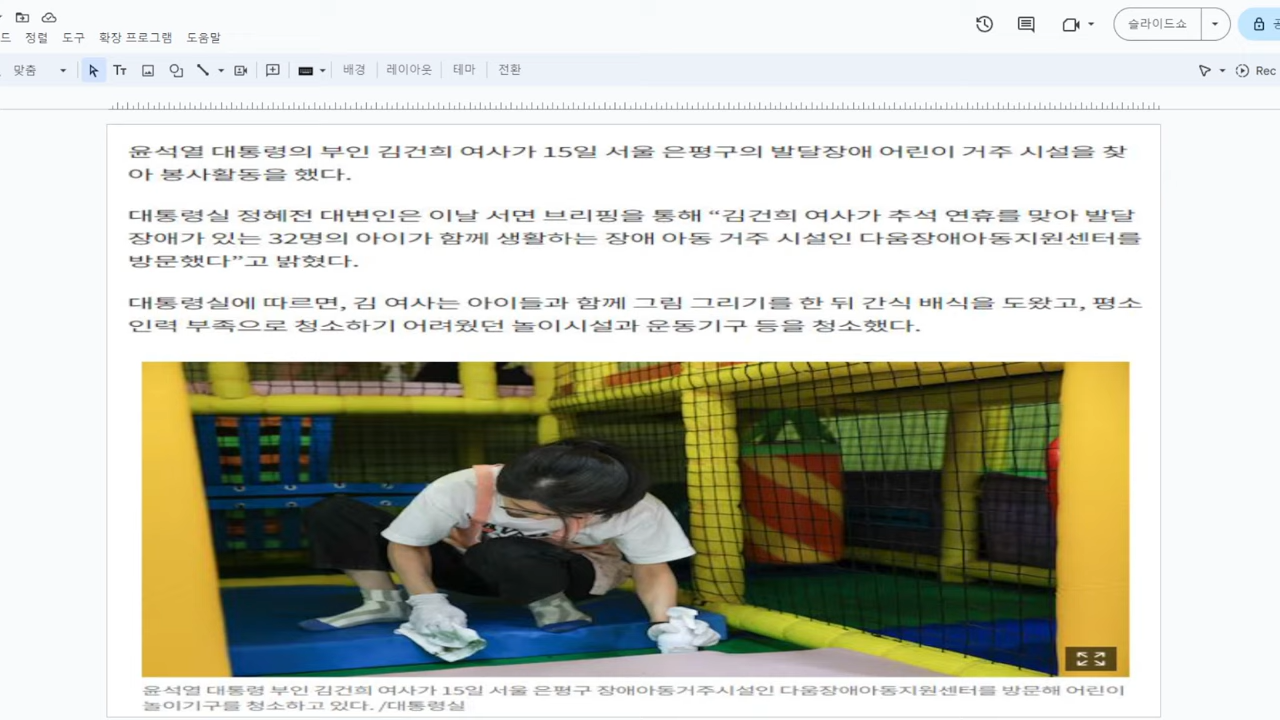 정렬 도구 확장 프로그램 도움말
슬라이드쇼
맞춤
배경 레이아웃 테마 전환
Rec
윤석열 대통령의 부인 김건희 여사가 15일 서울 은평구의 발달장애 어린이 거주 시설을 찾
아 봉사활동을 했다.
대통령실 정혜전 대변인은 이날 서면 브리핑을 통해 “김건희 여사가 추석 연휴를 맞아 발달
장애가 있는 32명의 아이가 함께 생활하는 장애 아동 거주 시설인 다움장애아동지원센터를
방문했다”고 밝혔다.
대통령실에 따르면, 김 여사는 아이들과 함께 그림 그리기를 한 뒤 간식 배식을 도왔고, 평소
인력 부족으로 청소하기 어려웠던 놀이시설과 운동기구 등을 청소했다.
윤석열 대통령 부인 김건희 여사가 15일 서울 은평구 장애아동거주시설인 다움장애아동지원센터를 방문해 어린이
놀이기구를 청소하고 있다. /대통령실